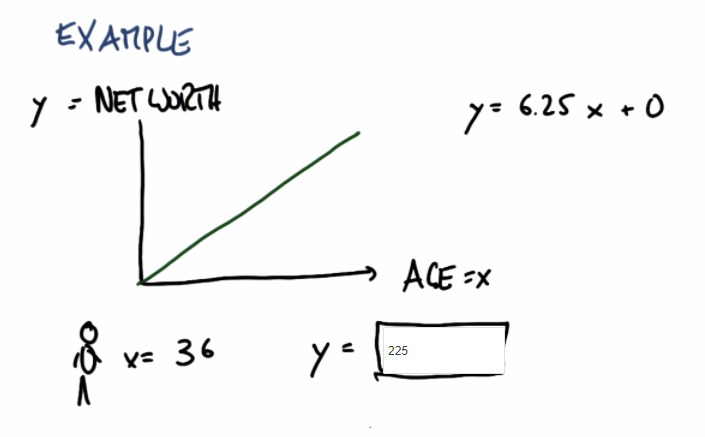 EXAMPLE
y = NET WORTH
y = 6.25 x + 0
AGE = x
x = 36
y = 225